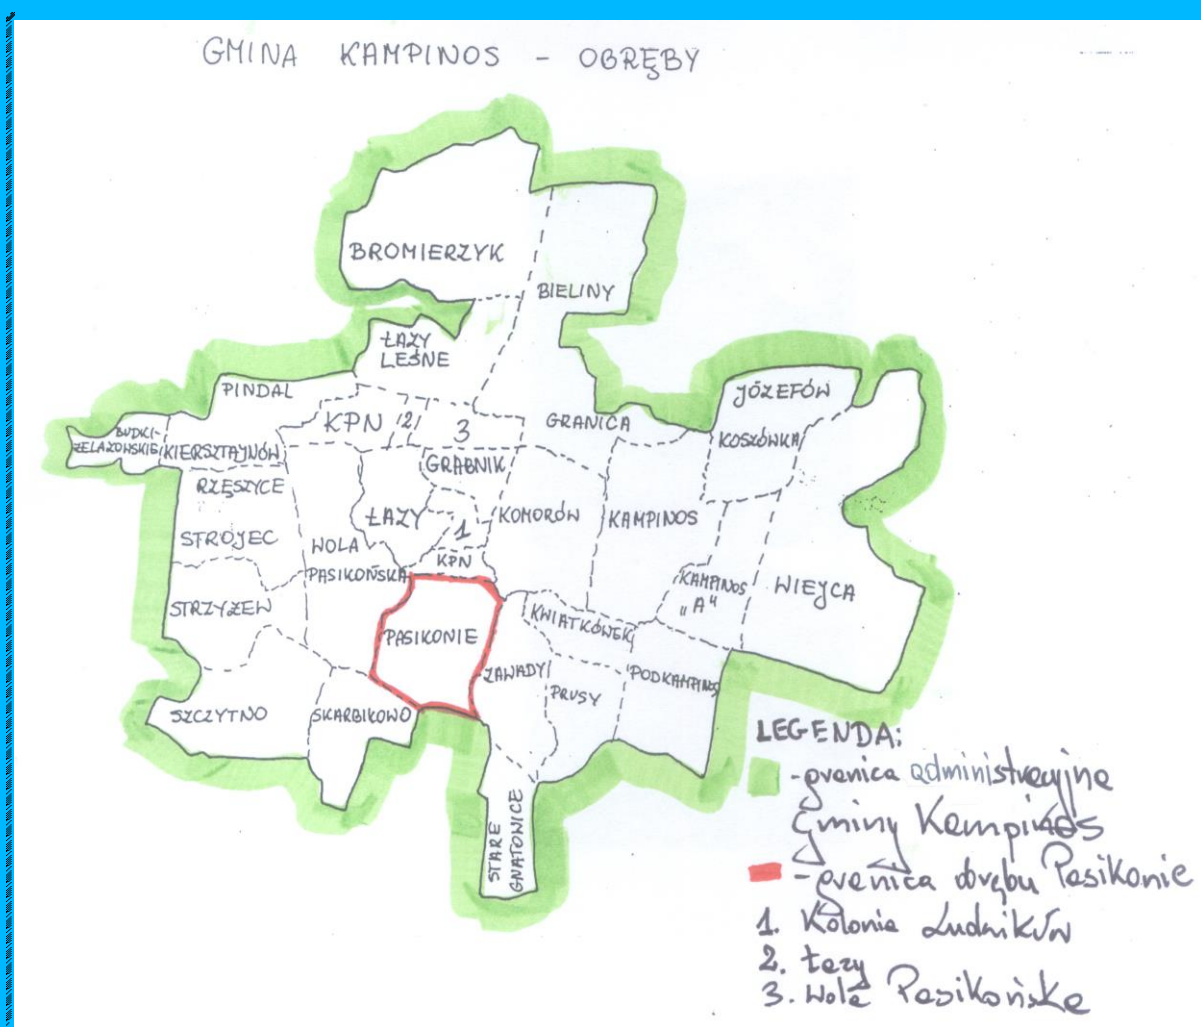 GMINA KAMPINOS - OBRĘBY
BROMIERZYK
BIELINY
ŁAZY
LEŚNE
PINDAL
JÓZEFÓW
KPN
2
3
GRANICA
KOSZÓWKA
BUDKI-
ŻELAZOWSKIE
KIERSZTAJNÓW
GRABNIK
RZĘSZYCE
ŁAZY
1
KOMORÓW
KAMPINOS
STROJEC
WOLA
PASIKOŃSKA
KPN
KAMPINOS
"A"
WIEJCA
STRZYŻEW
PASIKONIE
KWIATKÓWEK
ZAWADY
PRUSY
PODKAMPINOS
SZCZYTNO
SKARBIKOWO
STARE
GNATOWICE
LEGENDA:
- granica administracyjna
Gminy Kampinos
- granica obrębu Pasikonie
1. Kolonia Ludwików
2. Łazy
3. Wola Pasikońska